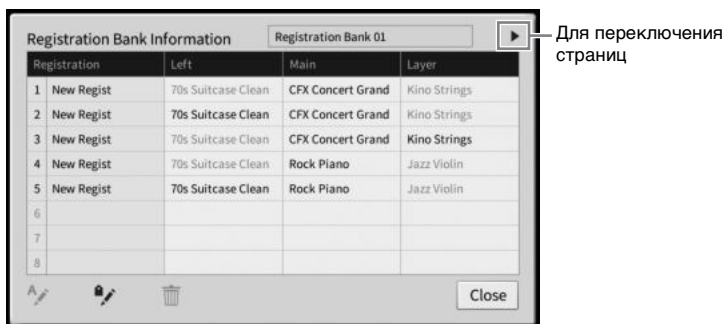 Registration Bank Information Registration Bank 01
Для переключения
страниц
Registration Left Main Layer
1 New Regist 70s Suitcase Clean CFX Concert Grand Kino Strings
2 New Regist 70s Suitcase Clean CFX Concert Grand Kino Strings
3 New Regist 70s Suitcase Clean CFX Concert Grand Kino Strings
4 New Regist 70s Suitcase Clean Rock Piano Jazz Violin
5 New Regist 70s Suitcase Clean Rock Piano Jazz Violin
6
7
8
A
Close